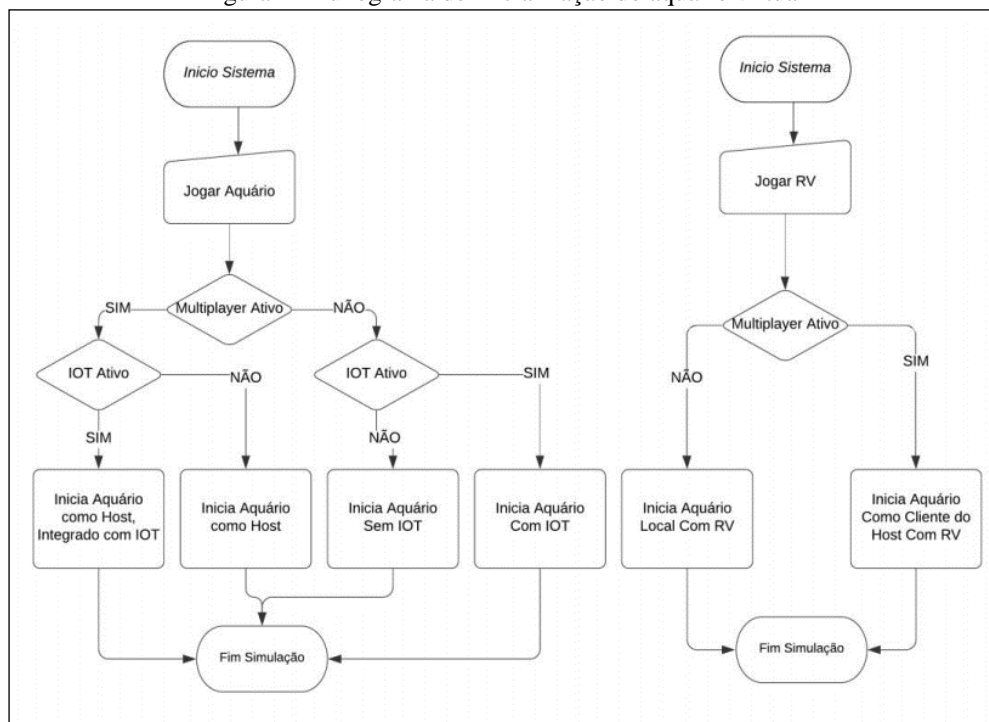 Inicio Sistema
Jogar Aquário
Multiplayer Ativo
SIM
NÃO
IOT Ativo
NÃO
IOT Ativo
SIM
SIM
NÃO
Inicia Aquário
como Host,
Integrado com IOT
Inicia Aquário
como Host
Inicia Aquário
Sem IOT
Inicia Aquário
Com IOT
Fim Simulação
Inicio Sistema
Jogar RV
Multiplayer Ativo
NÃO
SIM
Inicia Aquário
Local Com RV
Inicia Aquário
Como Cliente do
Host Com RV
Fim Simulação